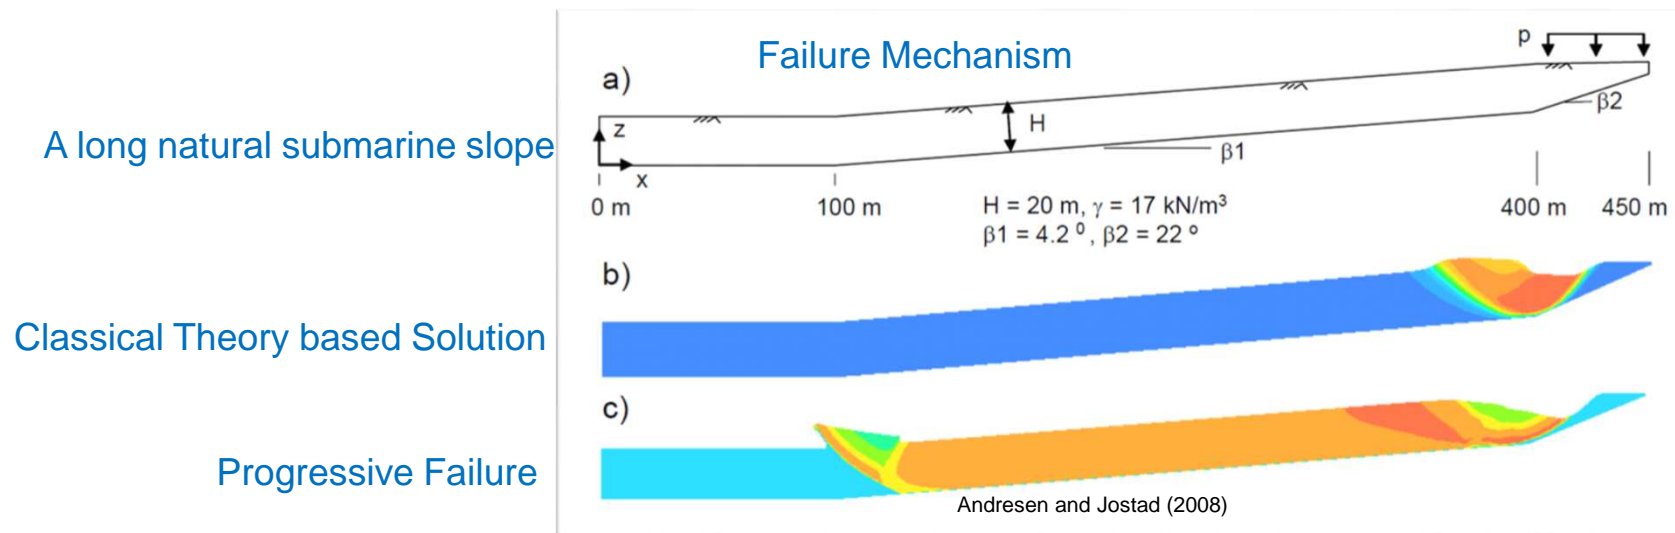 Failure Mechanism
p
a)
β2
z
H
A long natural submarine slope
β1
x
0 m
100 m
H = 20 m, γ = 17 kN/m³
400 m
450 m
β1 = 4.2 ⁰ , β2 = 22 º
b)
Classical Theory based Solution
c)
Progressive Failure
Andresen and Jostad (2008)